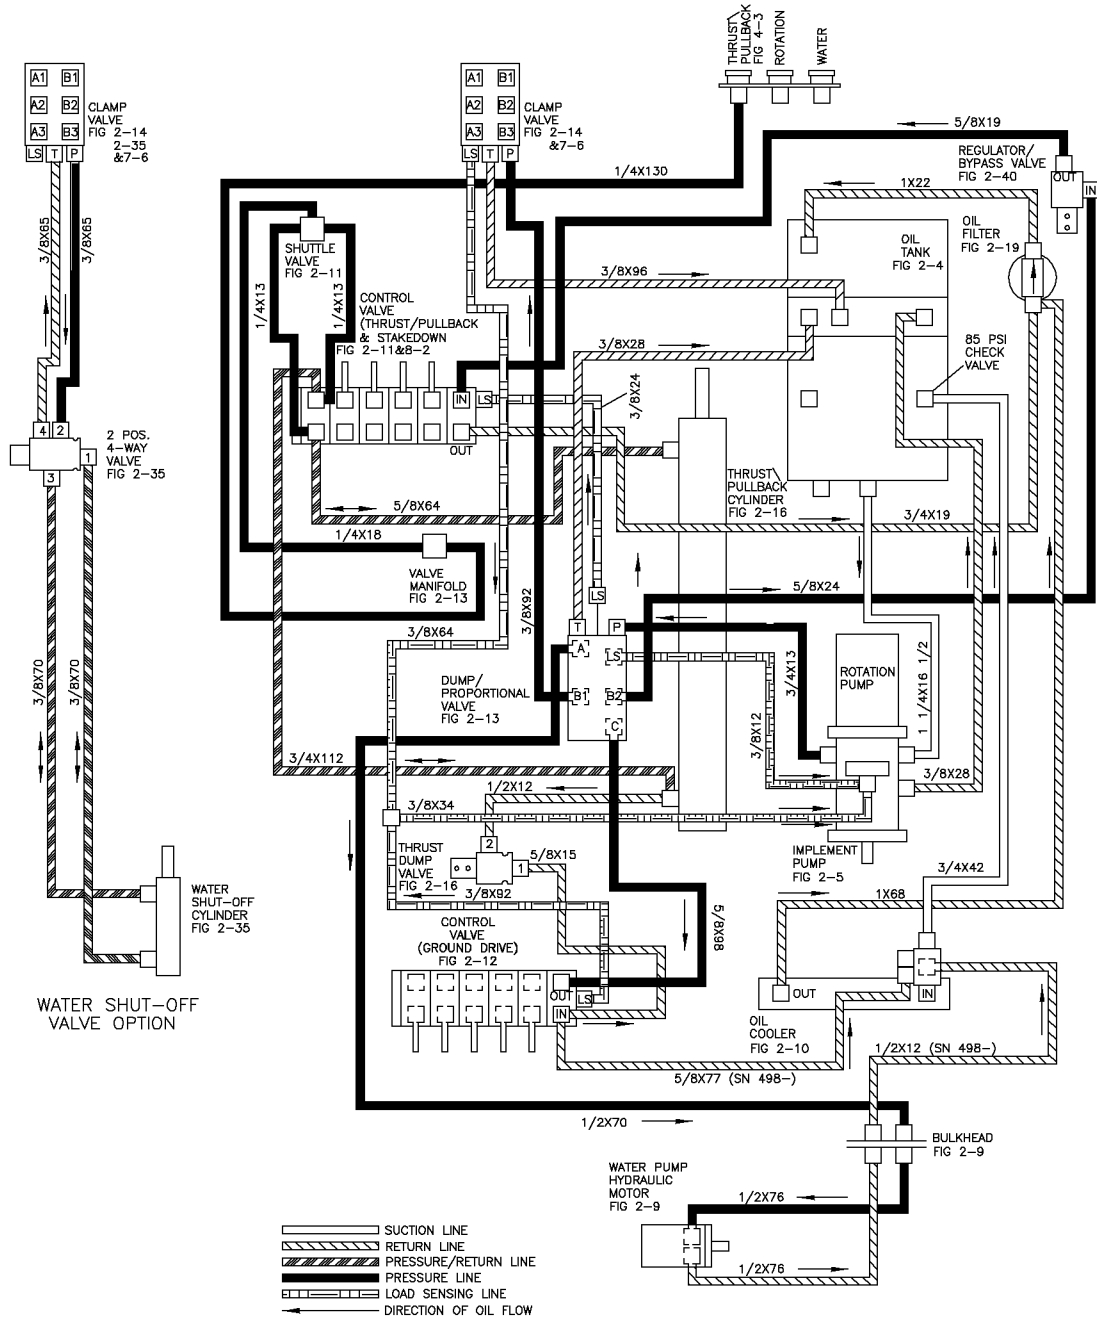 THRUST\
PULLBACK
FIG 4-3
ROTATION
WATER
A1 B1
A2 B2
A3 B3
LS T P
CLAMP
VALVE
FIG 2-14
2-35
&7-6
A1 B1
A2 B2
A3 B3
LS T P
CLAMP
VALVE
FIG 2-14
&7-6
5/8X19
REGULATOR/
BYPASS VALVE
FIG 2-40
OUT
IN
1/4X130
1X22
OIL
FILTER
FIG 2-19
OIL
TANK
FIG 2-4
3/8X65
3/8X65
SHUTTLE
VALVE
FIG 2-11
1/4X13
1/4X13
3/8X96
CONTROL
VALVE
(THRUST/PULLBACK
& STAKEDOWN
FIG 2-11&8-2
3/8X28
85 PSI
CHECK
VALVE
3/8X24
IN
LS
OUT
4 2
1
3
2 POS.
4-WAY
VALVE
FIG 2-35
THRUST\
PULLBACK
CYLINDER
FIG 2-16
5/8X64
3/4X19
1/4X18
VALVE
MANIFOLD
FIG 2-13
3/8X92
5/8X24
LS
T P
3/8X64
A
LS
B1 B2
C
DUMP/
PROPORTIONAL
VALVE
FIG 2-13
3/4X13
ROTATION
PUMP
1 1/4X16 1/2
3/8X70
3/8X70
3/8X12
3/4X112
1/2X12
3/8X28
3/8X34
THRUST
DUMP
VALVE
FIG 2-16
2
1
5/8X15
IMPLEMENT
PUMP
FIG 2-5
3/4X42
3/8X92
1X68
WATER
SHUT-OFF
CYLINDER
FIG 2-35
CONTROL
VALVE
(GROUND DRIVE)
FIG 2-12
5/8X98
OUT
LS
IN
OUT
IN
WATER SHUT-OFF
VALVE OPTION
OIL
COOLER
FIG 2-10
1/2X12 (SN 498-)
5/8X77 (SN 498-)
1/2X70
BULKHEAD
FIG 2-9
WATER PUMP
HYDRAULIC
MOTOR
FIG 2-9
1/2X76
1/2X76
SUCTION LINE
RETURN LINE
PRESSURE/RETURN LINE
PRESSURE LINE
LOAD SENSING LINE
DIRECTION OF OIL FLOW